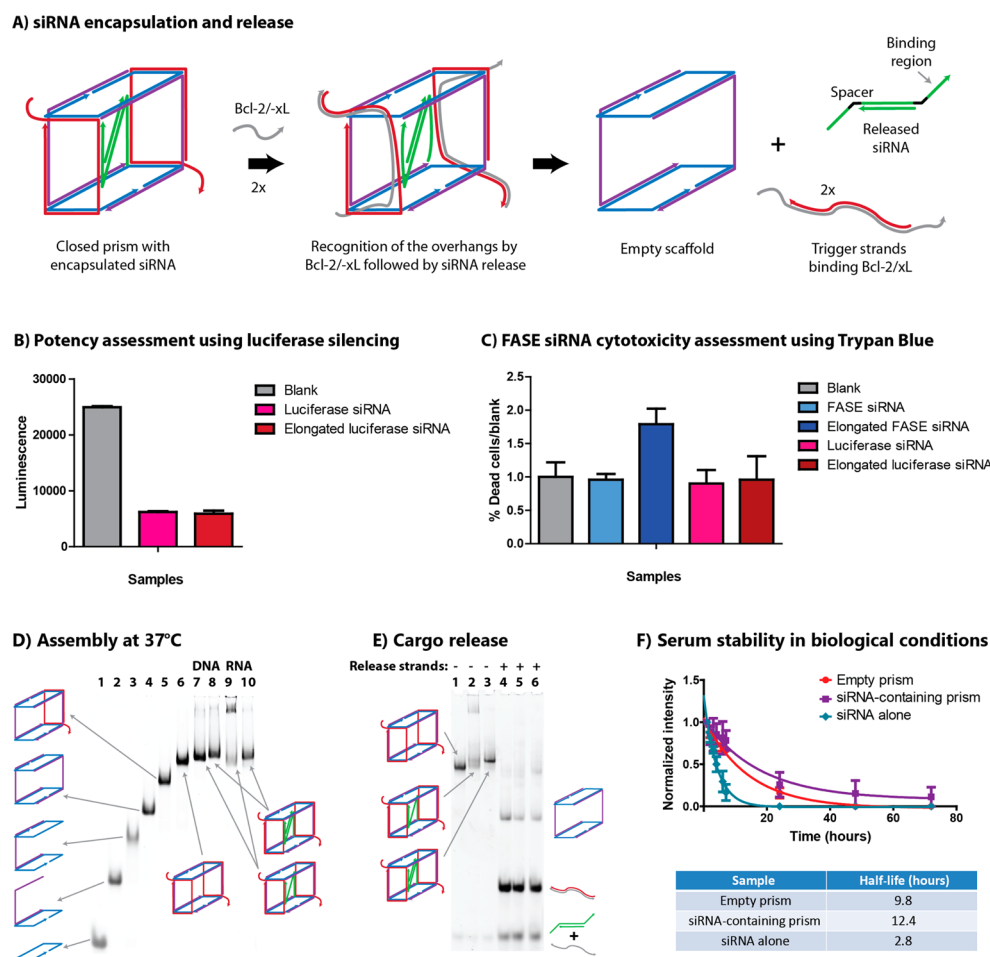 A) siRNA encapsulation and release
Bcl-2/-xL
2x
Closed prism with
encapsulated siRNA
Recognition of the overhangs by
Bcl-2/-xL followed by siRNA release
Empty scaffold
+
Binding
region
Spacer
Released
siRNA
2x
Trigger strands
binding Bcl-2/xL
B) Potency assessment using luciferase silencing
30000
20000
10000
0
Luminescence
Samples
Blank
Luciferase siRNA
Elongated luciferase siRNA
C) FASE siRNA cytotoxicity assessment using Trypan Blue
2.5
2.0
1.5
1.0
0.5
0.0
% Dead cells/blank
Samples
Blank
FASE siRNA
Elongated FASE siRNA
Luciferase siRNA
Elongated luciferase siRNA
D) Assembly at 37°C
DNA RNA
1 2 3 4 5 6 7 8 9 10
E) Cargo release
Release strands: - - - + + +
1 2 3 4 5 6
+
F) Serum stability in biological conditions
Empty prism
siRNA-containing prism
siRNA alone
1.5
1.0
0.5
0.0
Normalized intensity
20 40 60 80
Time (hours)
Sample Half-life (hours)
Empty prism 9.8
siRNA-containing prism 12.4
siRNA alone 2.8